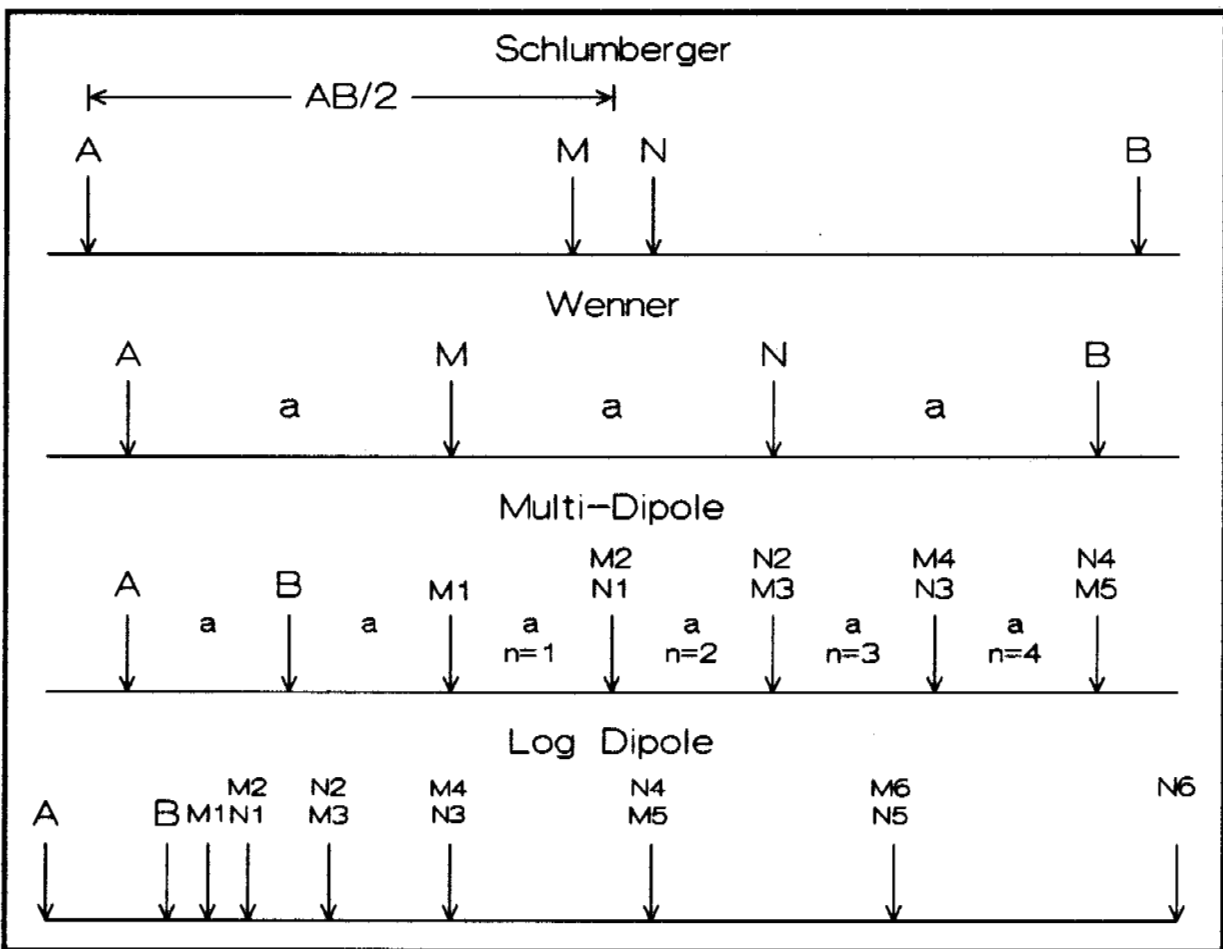 Schlumberger
AB/2
A M N B
Wenner
A M N B
a a a
Multi-Dipole
M2 N2 M4 N4
A B M1 N1 M3 N3 M5
a a a a a a
n=1 n=2 n=3 n=4
Log Dipole
M2 N2 M4 N4 M6 N6
A B M1 N1 M3 N3 M5 N5